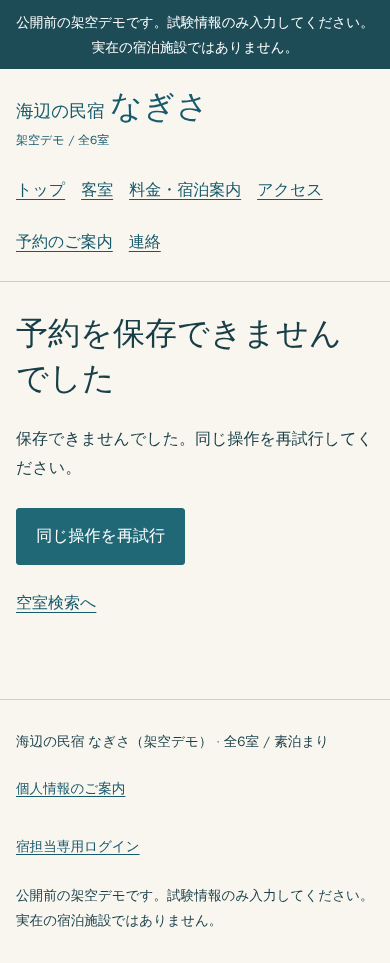 公開前の架空デモです。試験情報のみ入力してください。
実在の宿泊施設ではありません。
海辺の民宿 なぎさ
架空デモ / 全6室
トップ 客室 料金・宿泊案内 アクセス
予約のご案内 連絡
予約を保存できません
でした
保存できませんでした。同じ操作を再試行してく
ださい。
同じ操作を再試行
空室検索へ
海辺の民宿 なぎさ（架空デモ） · 全6室 / 素泊まり
個人情報のご案内
宿担当専用ログイン
公開前の架空デモです。試験情報のみ入力してください。
実在の宿泊施設ではありません。